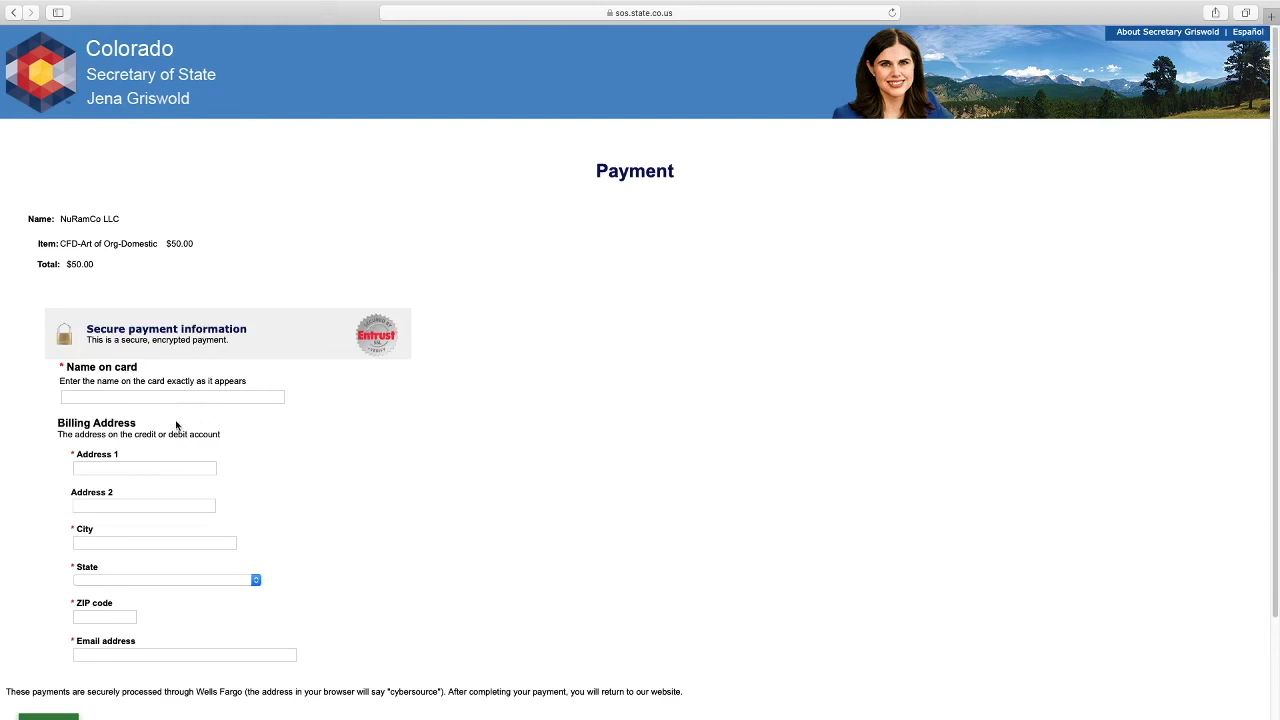 sos.state.co.us
About Secretary Griswold | Español
Colorado
Secretary of State
Jena Griswold
Payment
Name: NuRamCo LLC
Item: CFD-Art of Org-Domestic $50.00
Total: $50.00
Secure payment information
This is a secure, encrypted payment.
Entrust
* Name on card
Enter the name on the card exactly as it appears
Billing Address
The address on the credit or debit account
* Address 1
Address 2
* City
* State
* ZIP code
* Email address
These payments are securely processed through Wells Fargo (the address in your browser will say "cybersource"). After completing your payment, you will return to our website.